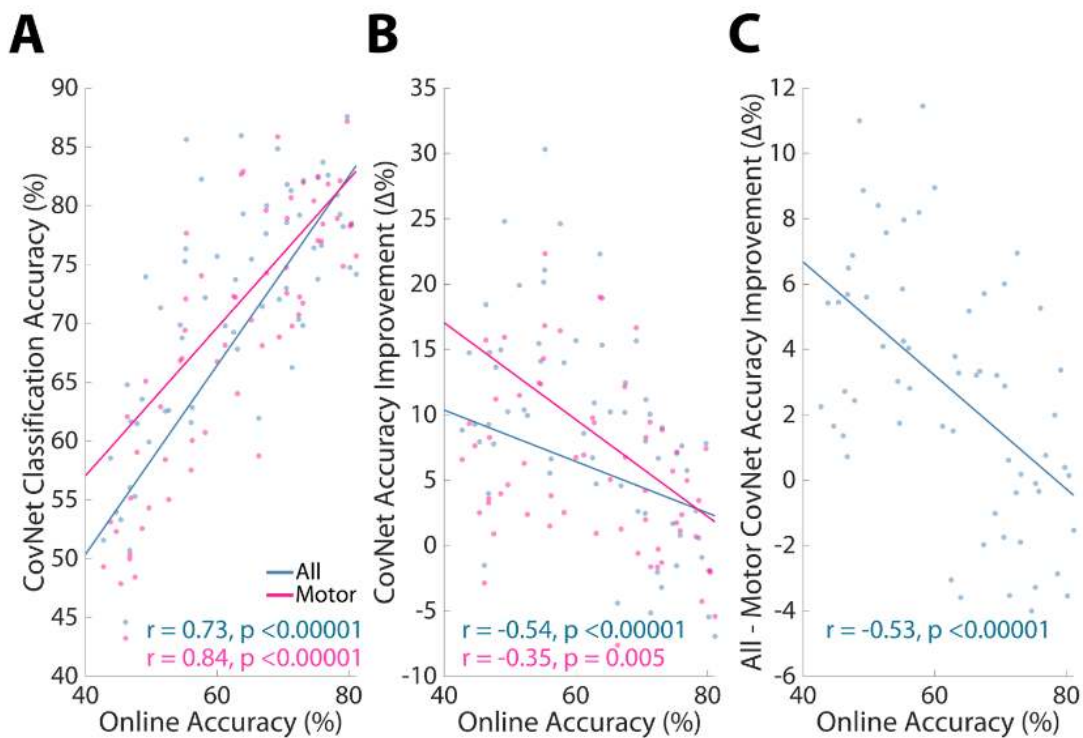 A
CovNet Classification Accuracy (%)
90
85
80
75
70
65
60
55
50
45
40
All
Motor
r = 0.73, p <0.00001
r = 0.84, p <0.00001
40
60
80
Online Accuracy (%)
B
CovNet Accuracy Improvement (Δ%)
35
30
25
20
15
10
5
0
-5
-10
r = -0.54, p <0.00001
r = -0.35, p = 0.005
40
60
80
Online Accuracy (%)
C
All - Motor CovNet Accuracy Improvement (Δ%)
12
10
8
6
4
2
0
-2
-4
-6
r = -0.53, p <0.00001
40
60
80
Online Accuracy (%)